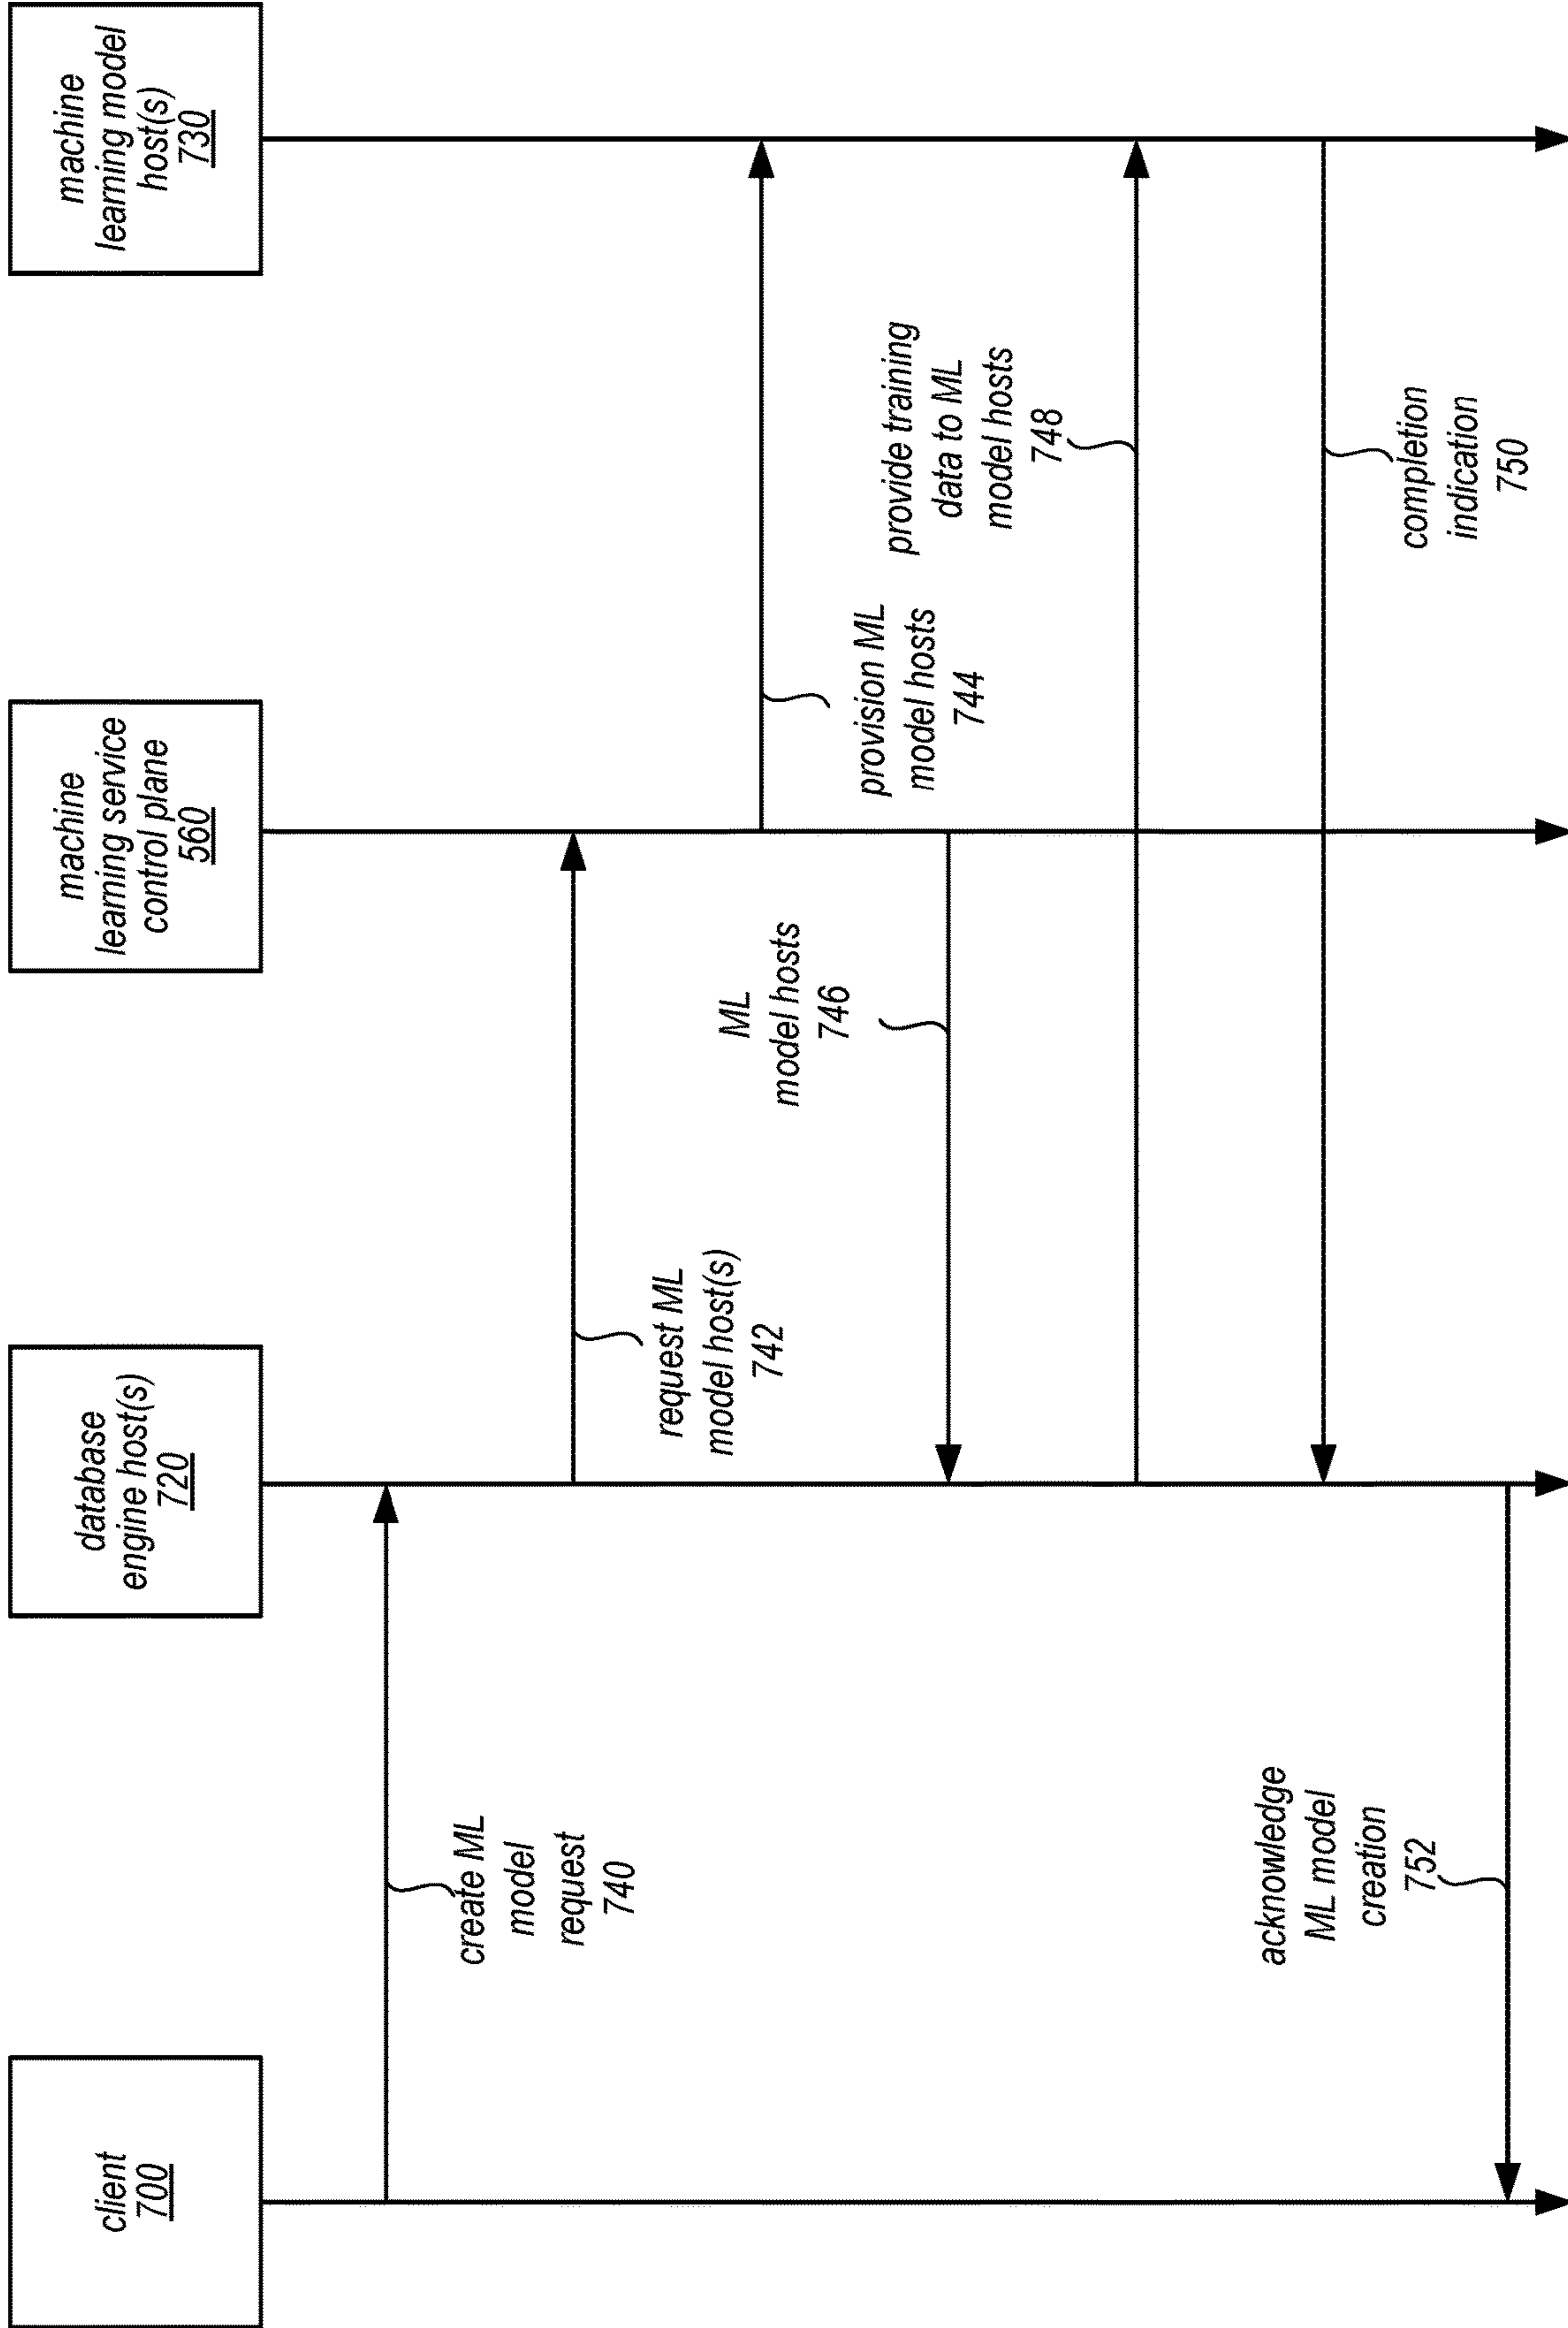 client
700
database
engine host(s)
720
machine
learning service
control plane
560
machine
learning model
host(s)
730
create ML
model
request
740
request ML
model host(s)
742
provision ML
model hosts
744
ML
model hosts
746
provide training
data to ML
model hosts
748
completion
indication
750
acknowledge
ML model
creation
752